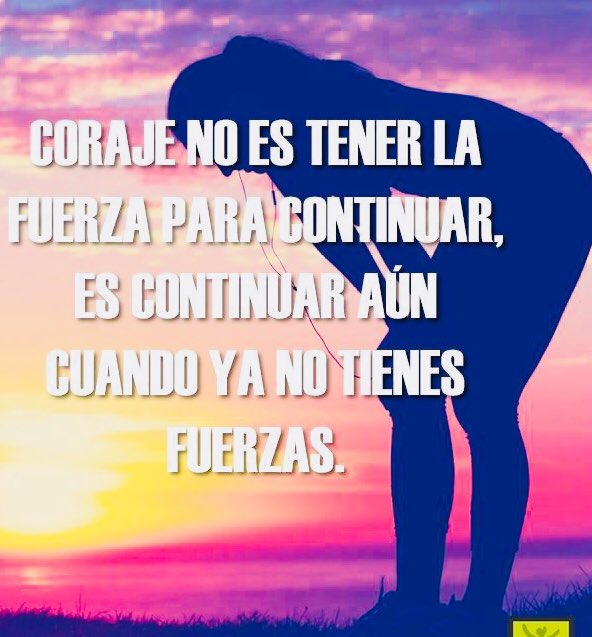 CORAJE NO ES TENER LA
FUERZA PARA CONTINUAR,
ES CONTINUAR AÚN
CUANDO YA NO TIENES
FUERZAS.